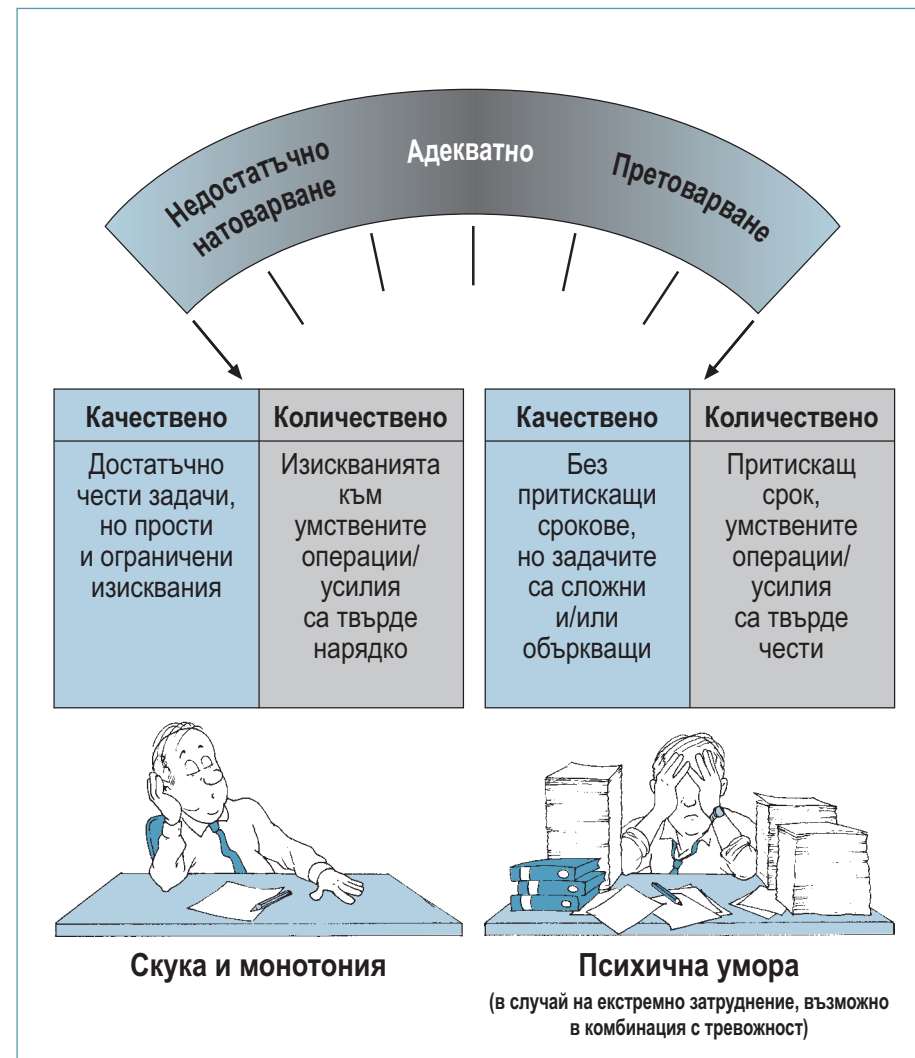 Недостатъчно
натоварване
Адекватно
Претоварване
Качествено
Достатъчно
чести задачи,
но прости
и ограничени
изисквания
Количествено
Изискванията
към
умствените
операции/
усилия
са твърде
нарядко
Качествено
Без
притискащи
срокове,
но задачите
са сложни
и/или
объркващи
Количествено
Притискащ
срок,
умствените
операции/
усилия
са твърде
чести
Скука и монотония
Психична умора
(в случай на екстремно затруднение, възможно
в комбинация с тревожност)